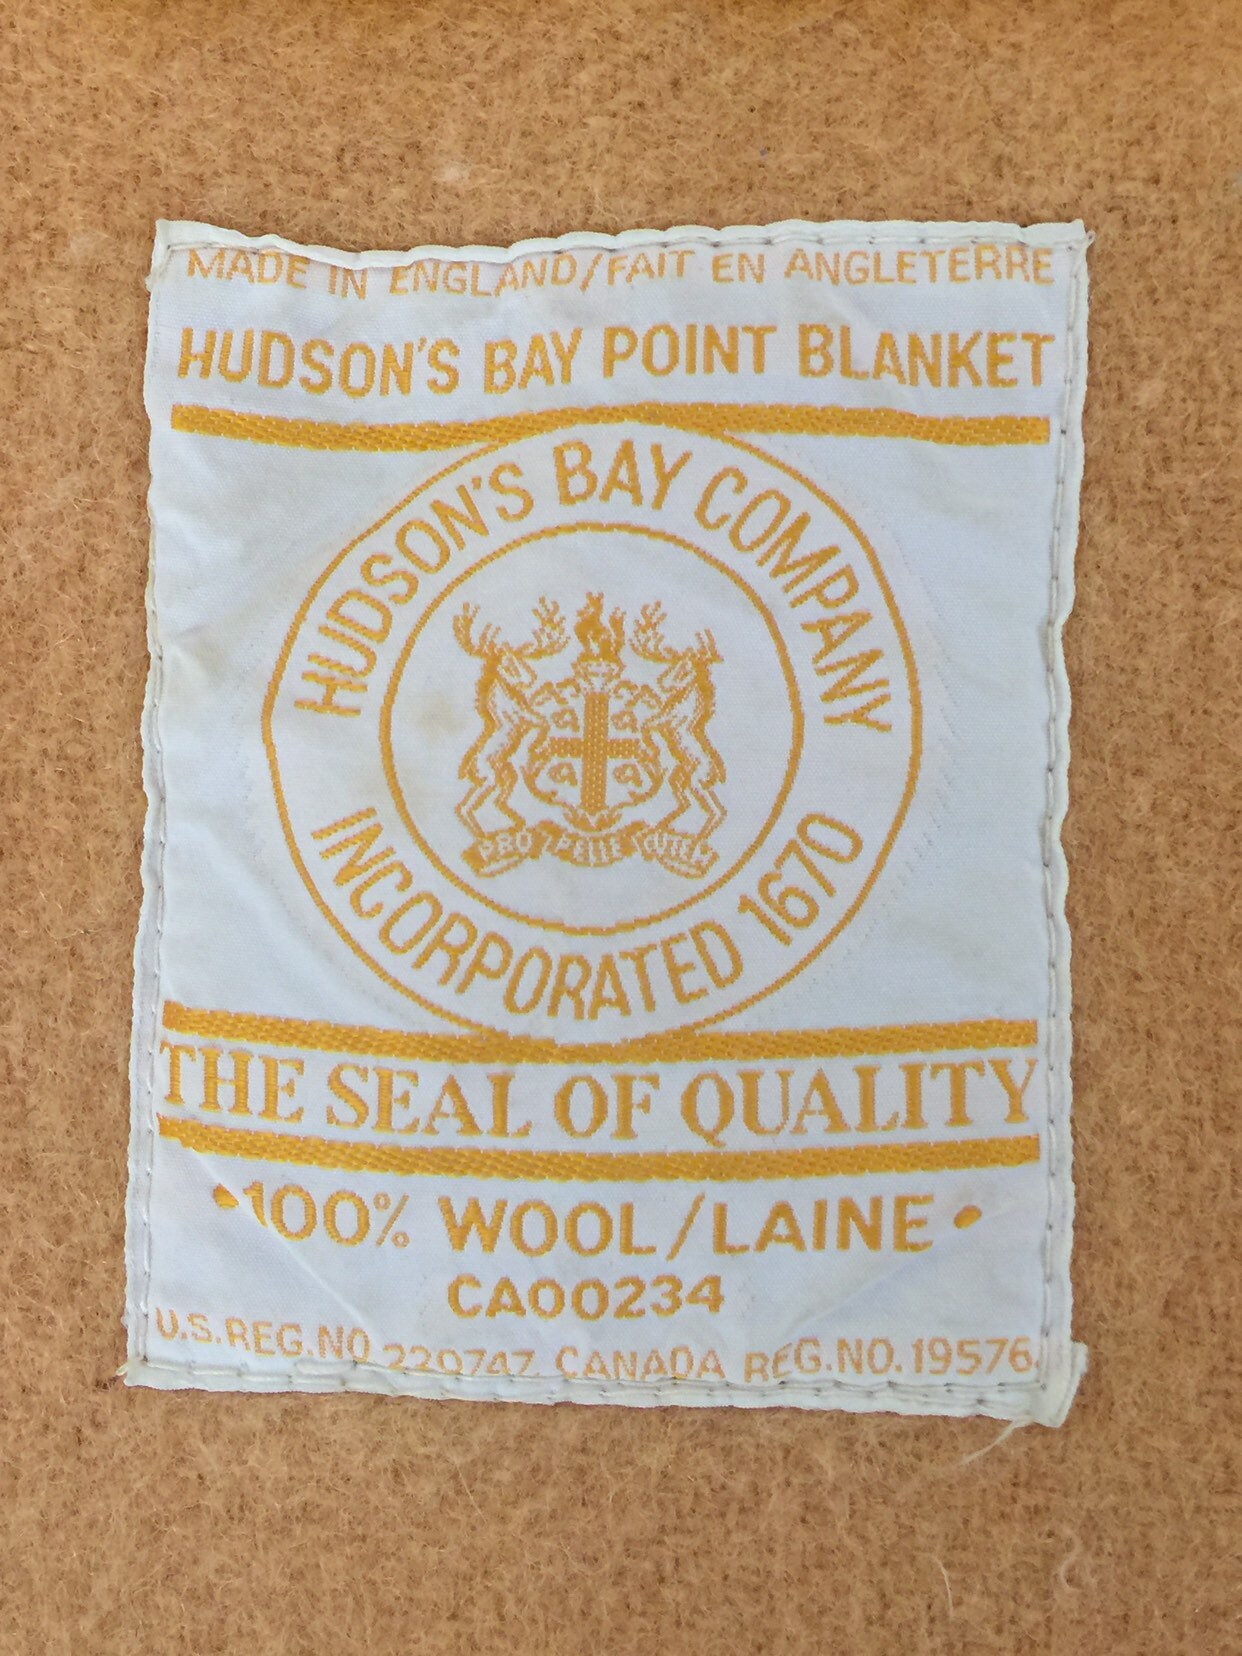 MADE IN ENGLAND/FAIT EN ANGLETERRE
HUDSON'S BAY POINT BLANKET
HUDSON'S BAY COMPANY
PRO PELLE CUTEM
INCORPORATED 1670
THE SEAL OF QUALITY
•100% WOOL/LAINE•
CA00234
U.S.REG.NO 220747. CANADA REG.NO.19576.